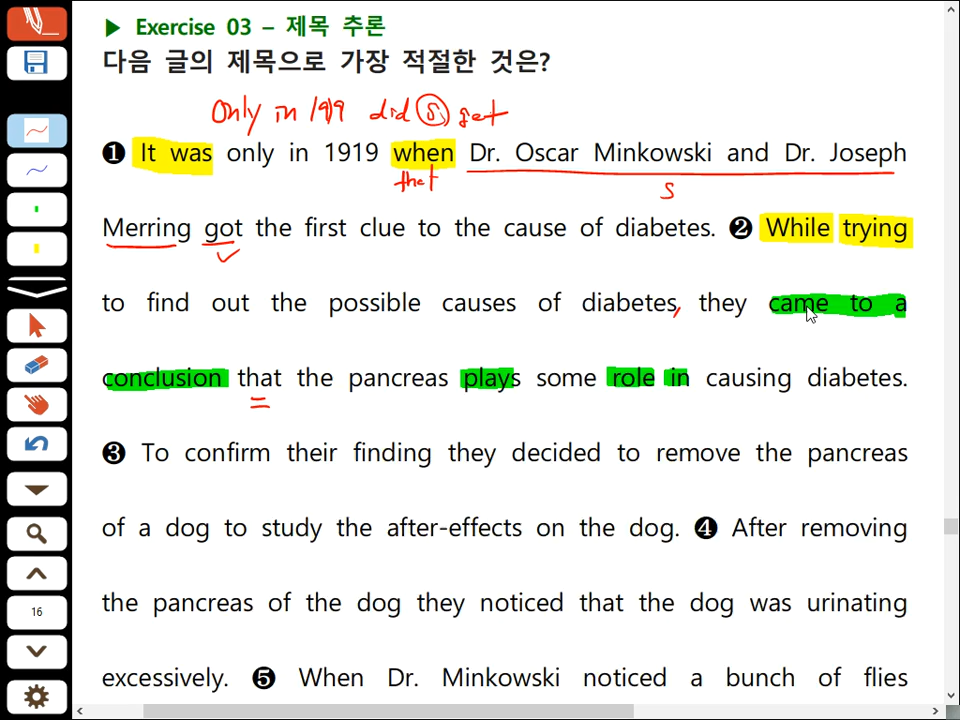 ▶ Exercise 03 – 제목 추론
다음 글의 제목으로 가장 적절한 것은?
Only in 1919 did Ⓢ get
❶ It was only in 1919 when Dr. Oscar Minkowski and Dr. Joseph
that
S
Merring got the first clue to the cause of diabetes. ❷ While trying
V
to find out the possible causes of diabetes, they came to a
conclusion that the pancreas plays some role in causing diabetes.
=
❸ To confirm their finding they decided to remove the pancreas
of a dog to study the after-effects on the dog. ❹ After removing
the pancreas of the dog they noticed that the dog was urinating
excessively. ❺ When Dr. Minkowski noticed a bunch of flies
16